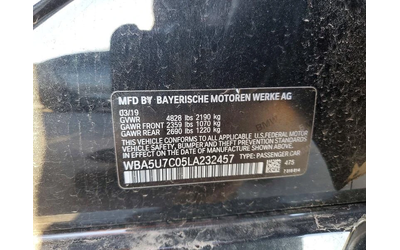 MFD BY BAYERISCHE MOTOREN WERKE AG
03/19
GVWR 4828 lbs 2190 kg
GAWR FRONT 2359 lbs 1070 kg
GAWR REAR 2690 lbs 1220 kg
THIS VEHICLE CONFORMS TO ALL APPLICABLE U.S. FEDERAL MOTOR
VEHICLE SAFETY, BUMPER, AND THEFT PREVENTION STANDARDS IN
EFFECT ON THE DATE OF MANUFACTURE SHOWN ABOVE.
WBA5U7C05LA232457 TYPE: PASSENGER CAR
475